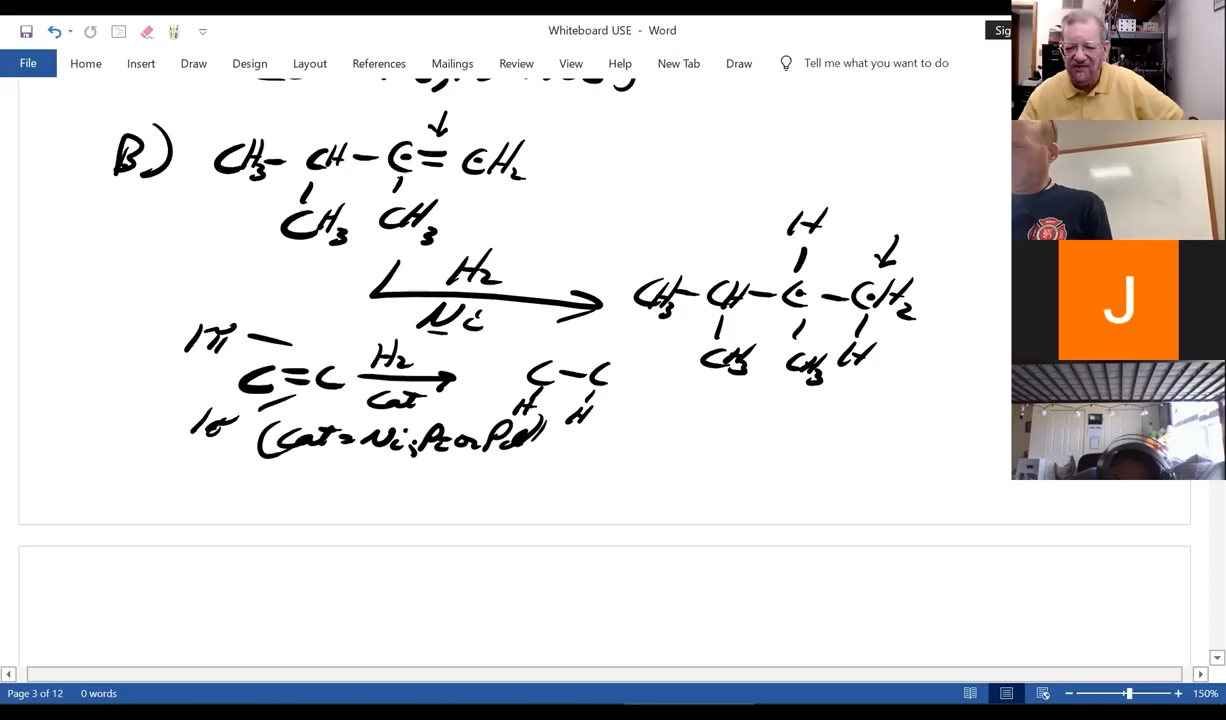 Whiteboard USE - Word
Sig
File Home Insert Draw Design Layout References Mailings Review View Help New Tab Draw Tell me what you want to do
B.) CH3- CH - C = CH2
CH3 CH3
H
H2
Ni
CH3 - CH - C - CH2
CH3 CH3 H
1π
C = C H2 C - C
Cat H H
1σ
(Cat = Ni, Pt or Pd)
J
Page 3 of 12 0 words 150%